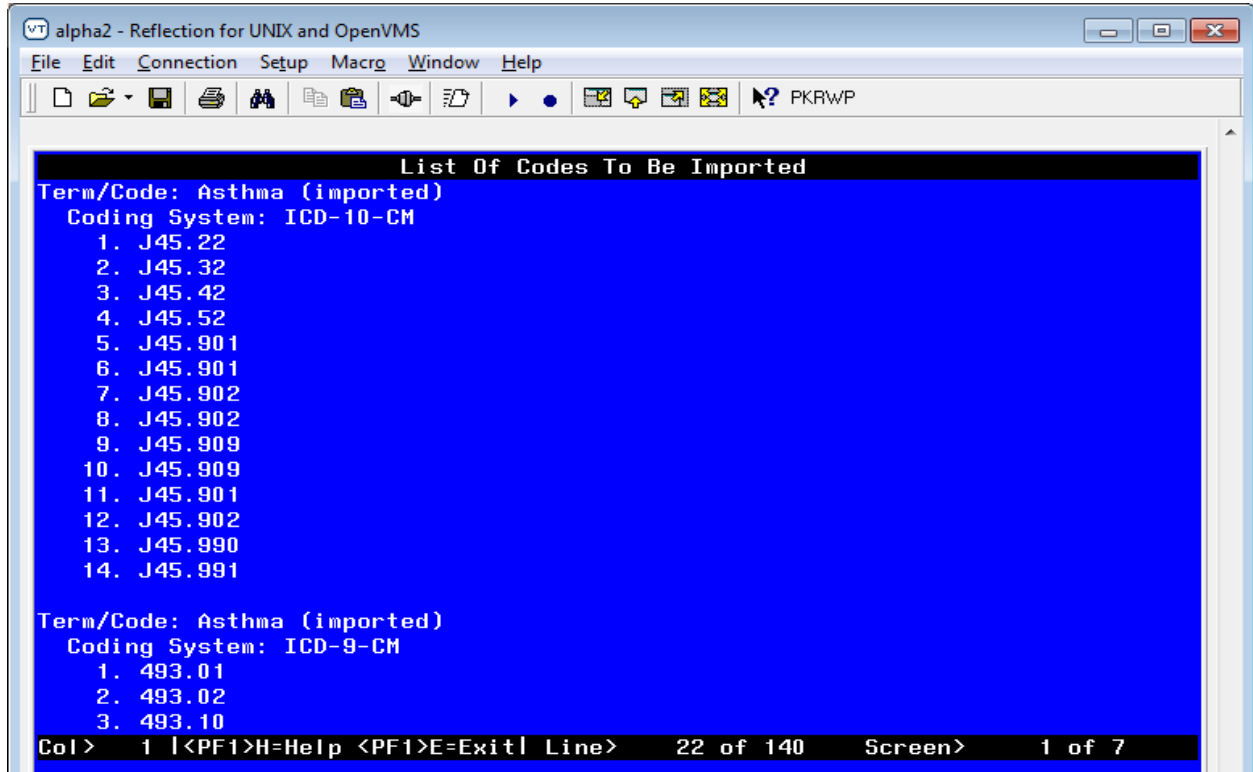 alpha2 - Reflection for UNIX and OpenVMS
File Edit Connection Setup Macro Window Help
PKRWP
List Of Codes To Be Imported
Term/Code: Asthma (imported)
Coding System: ICD-10-CM
1. J45.22
2. J45.32
3. J45.42
4. J45.52
5. J45.901
6. J45.901
7. J45.902
8. J45.902
9. J45.909
10. J45.909
11. J45.901
12. J45.902
13. J45.990
14. J45.991
Term/Code: Asthma (imported)
Coding System: ICD-9-CM
1. 493.01
2. 493.02
3. 493.10
Col> 1 |<PF1>H=Help <PF1>E=Exit| Line> 22 of 140 Screen> 1 of 7